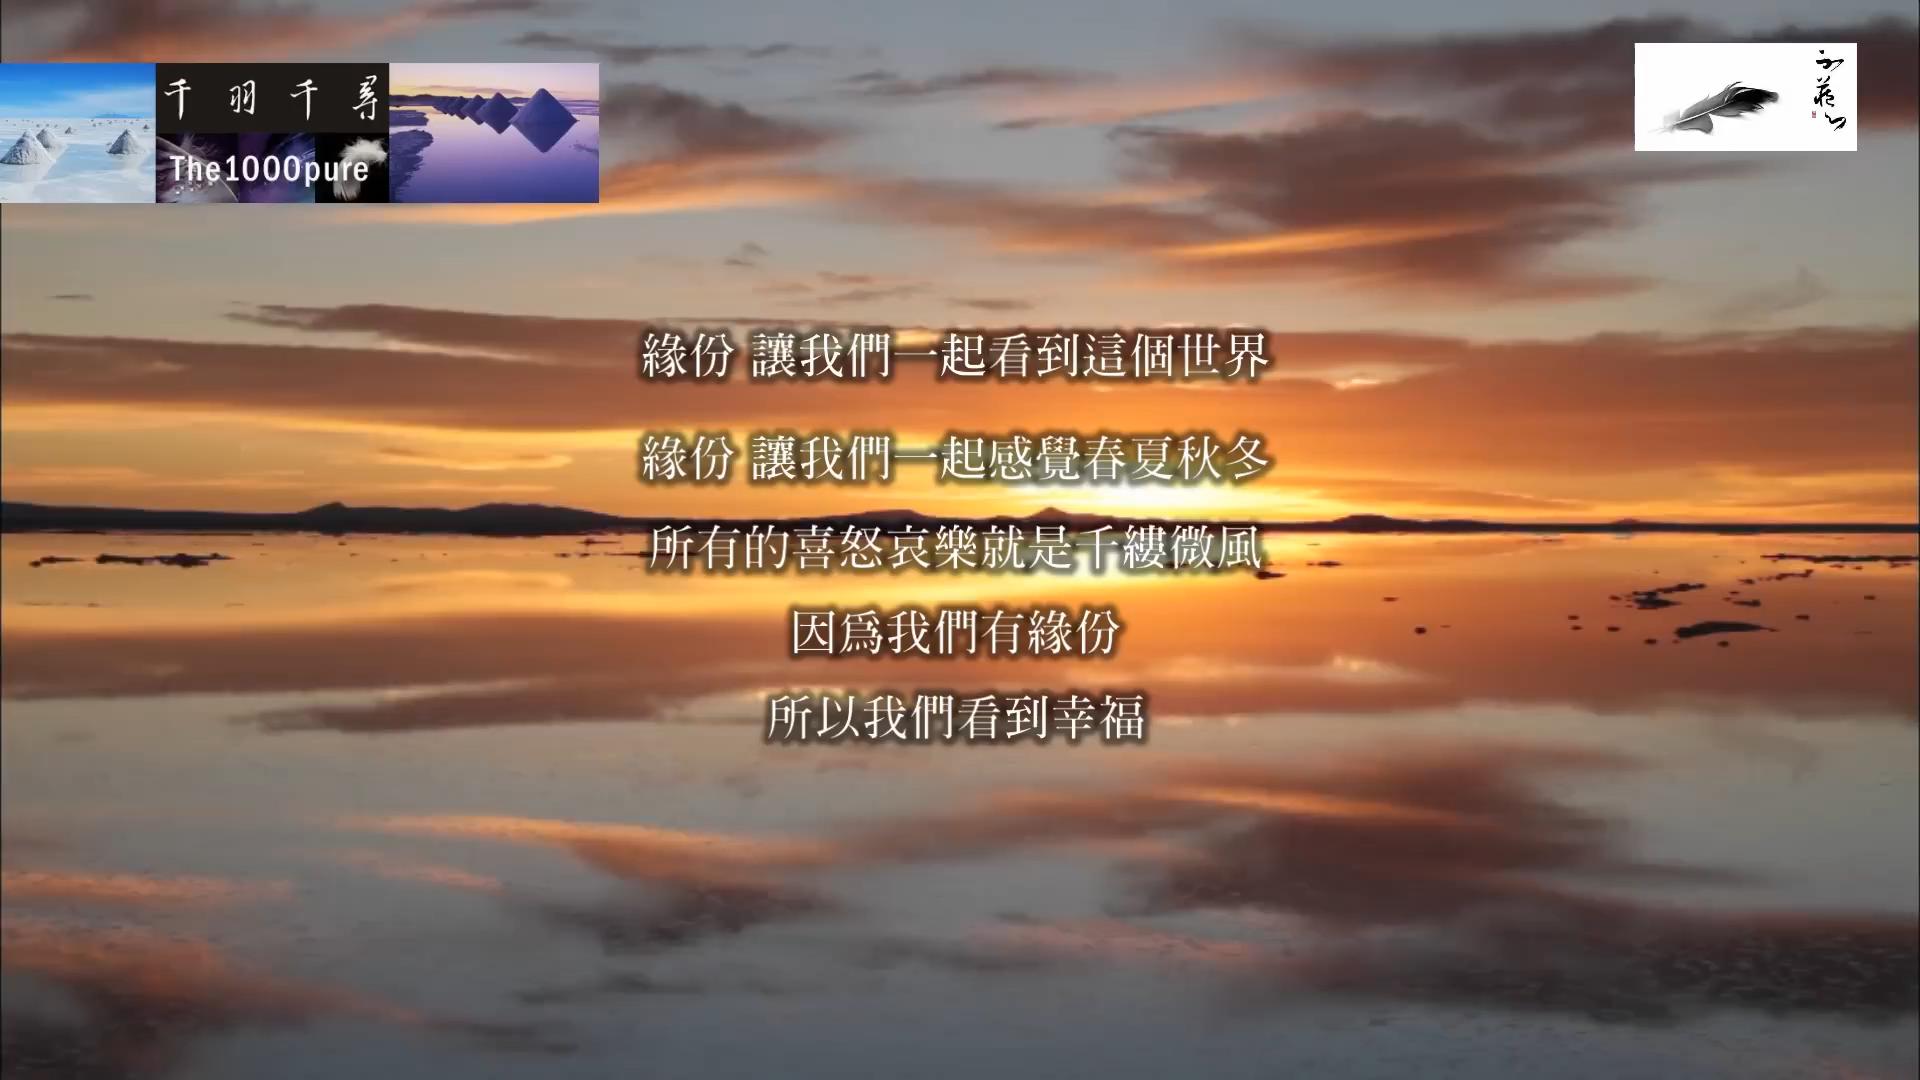 千羽千尋
The1000pure
緣份 讓我們一起看到這個世界
緣份 讓我們一起感覺春夏秋冬
所有的喜怒哀樂就是千縷微風
因爲我們有緣份
所以我們看到幸福